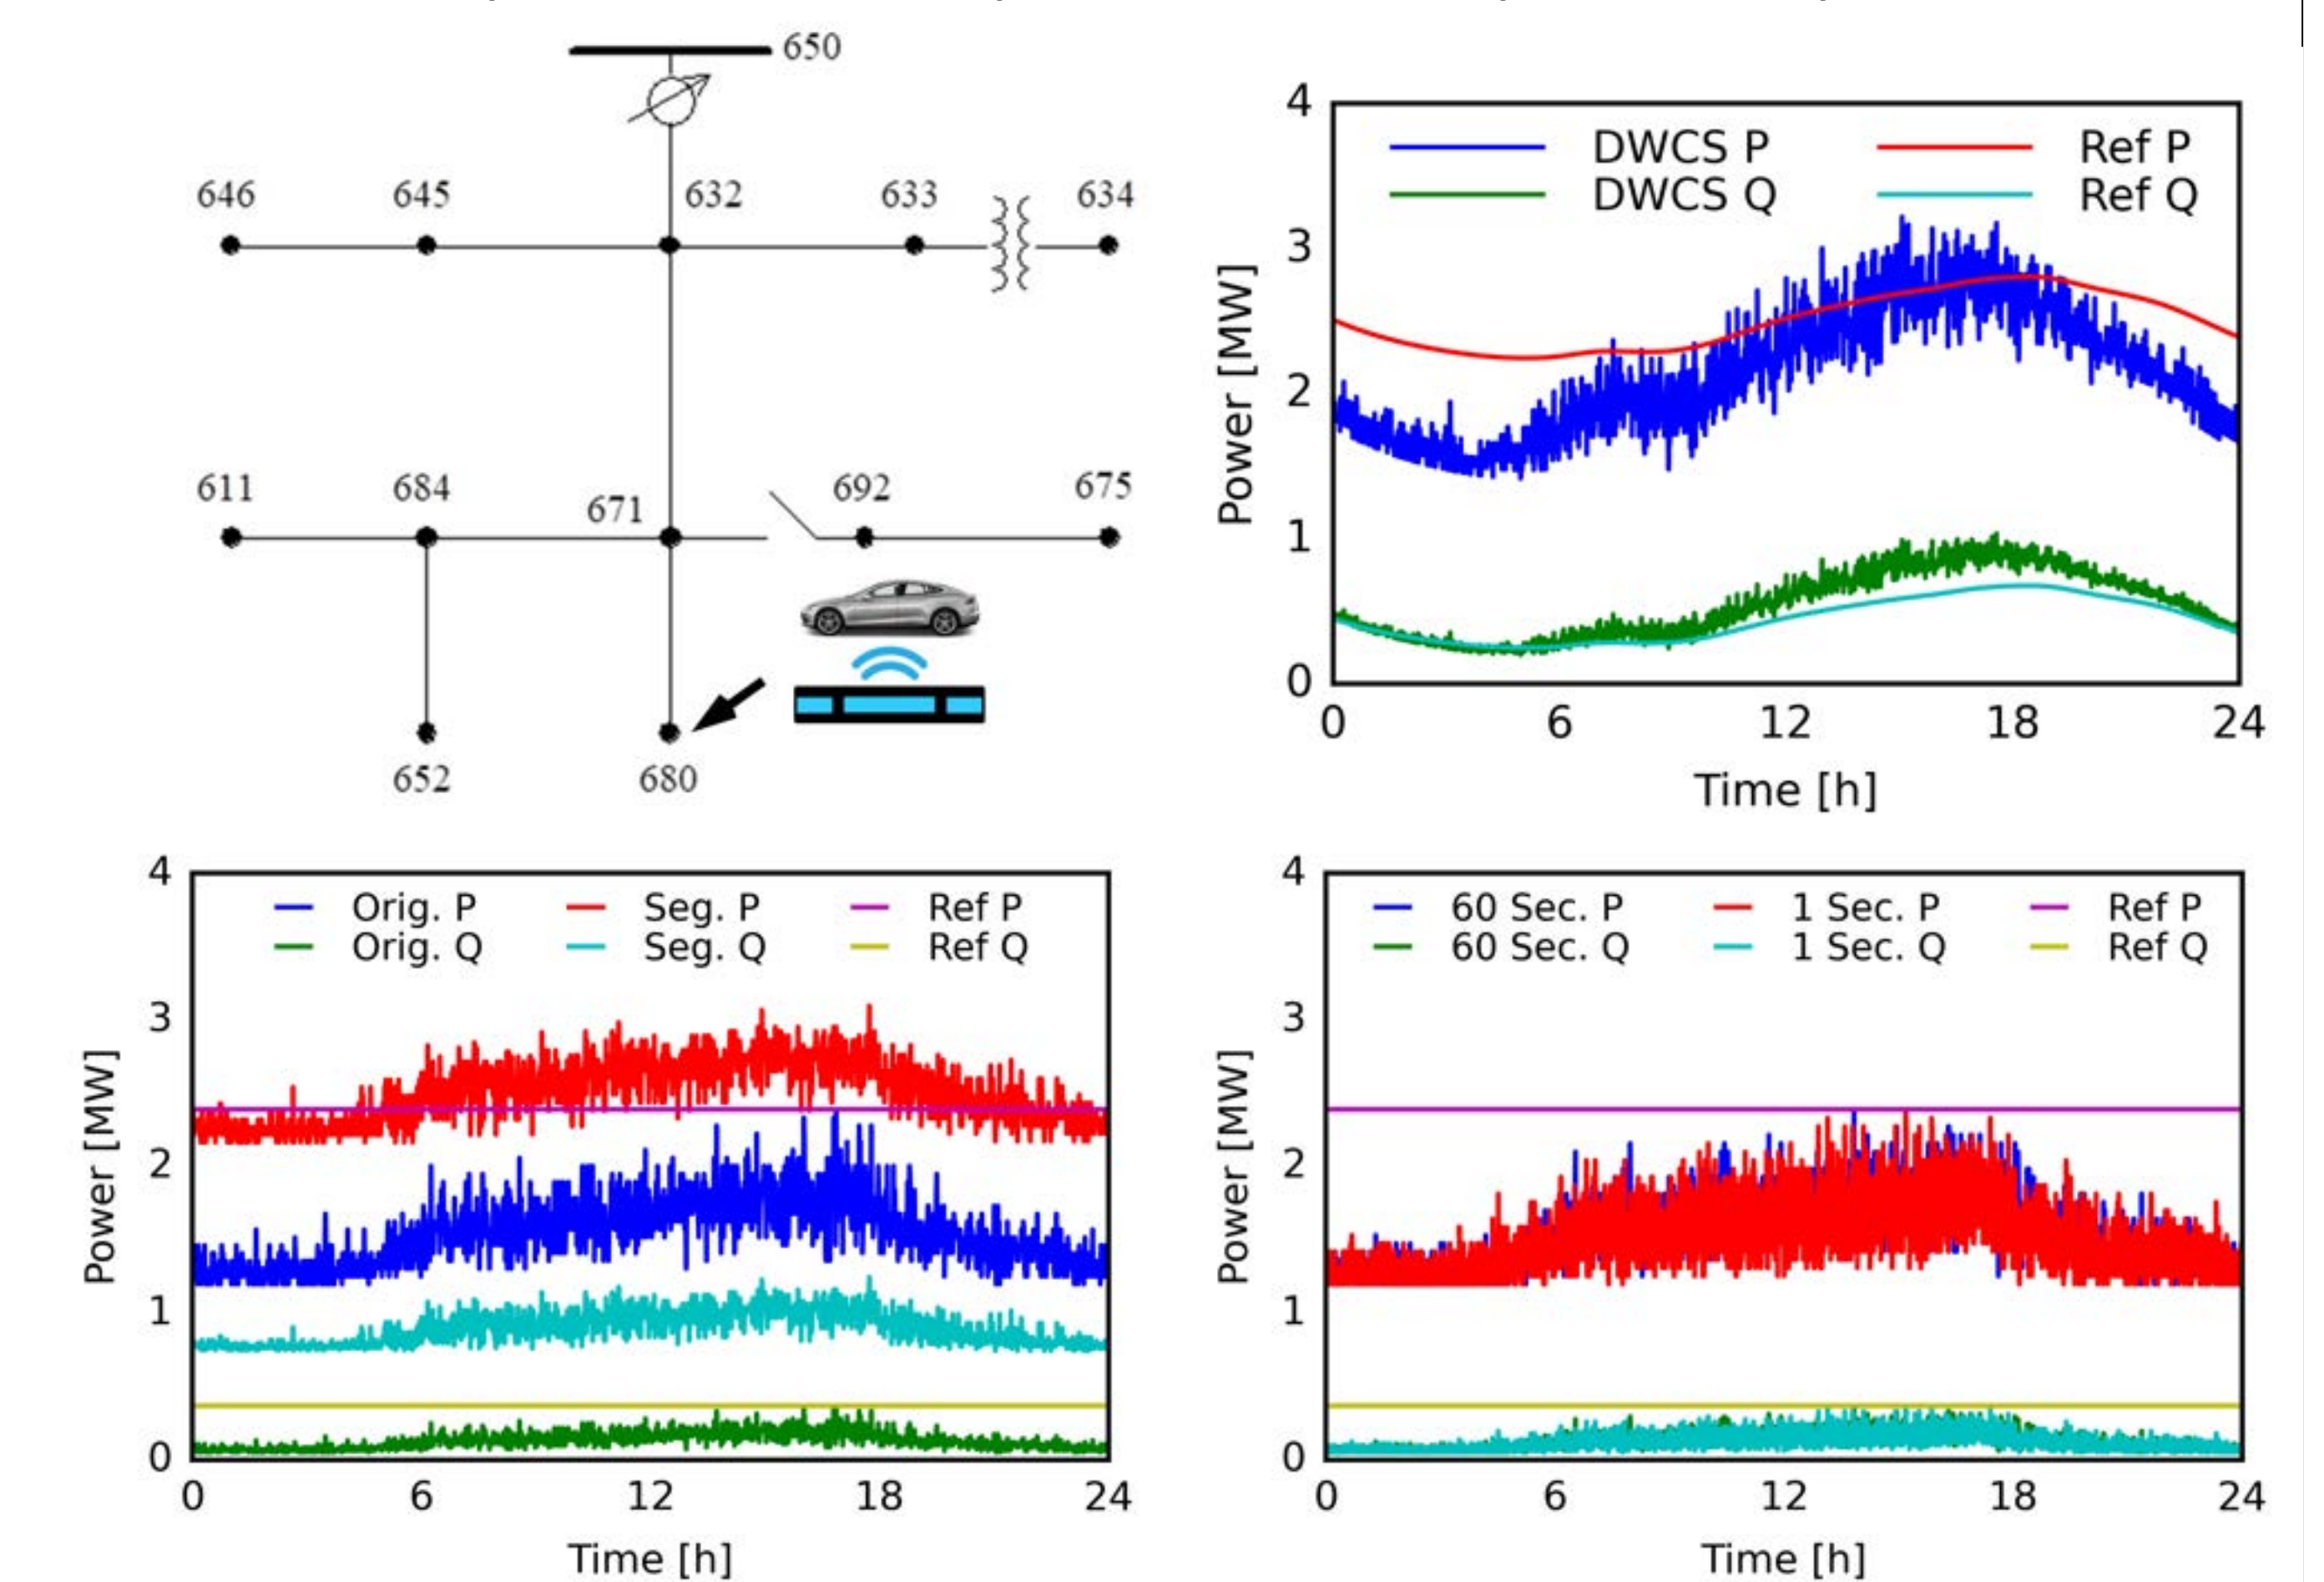 650
646 645 632 633 634
611 684 671 692 675
652 680
4
3
2
1
0
Power [MW]
DWCS P Ref P
DWCS Q Ref Q
0 6 12 18 24
Time [h]
4
3
2
1
0
Power [MW]
Orig. P Seg. P Ref P
Orig. Q Seg. Q Ref Q
0 6 12 18 24
Time [h]
4
3
2
1
0
Power [MW]
60 Sec. P 1 Sec. P Ref P
60 Sec. Q 1 Sec. Q Ref Q
0 6 12 18 24
Time [h]